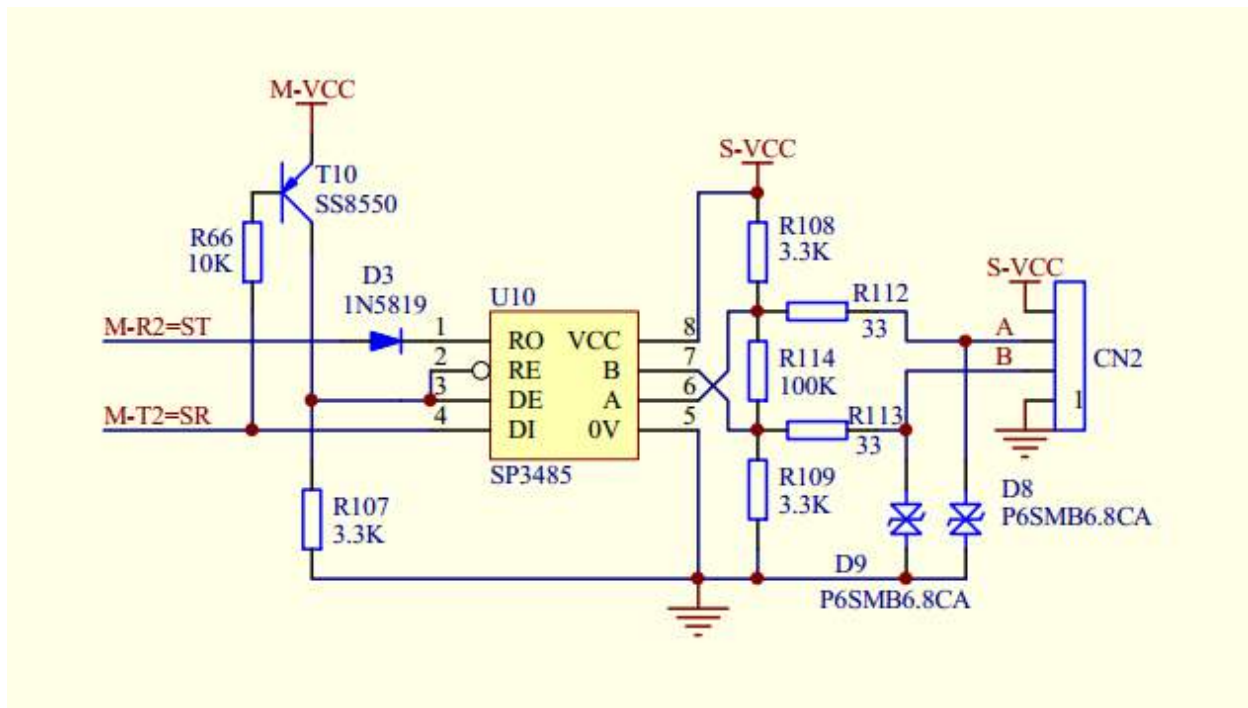 M-VCC
T10
SS8550
S-VCC
R66
10K
R108
3.3K
D3
1N5819
U10
S-VCC
R112
33
M-R2=ST
1
RO
VCC
8
A
2
RE
B
7
R114
100K
B
CN2
3
DE
A
6
M-T2=SR
4
DI
0V
5
R113
33
1
SP3485
R109
3.3K
R107
3.3K
D8
P6SMB6.8CA
D9
P6SMB6.8CA